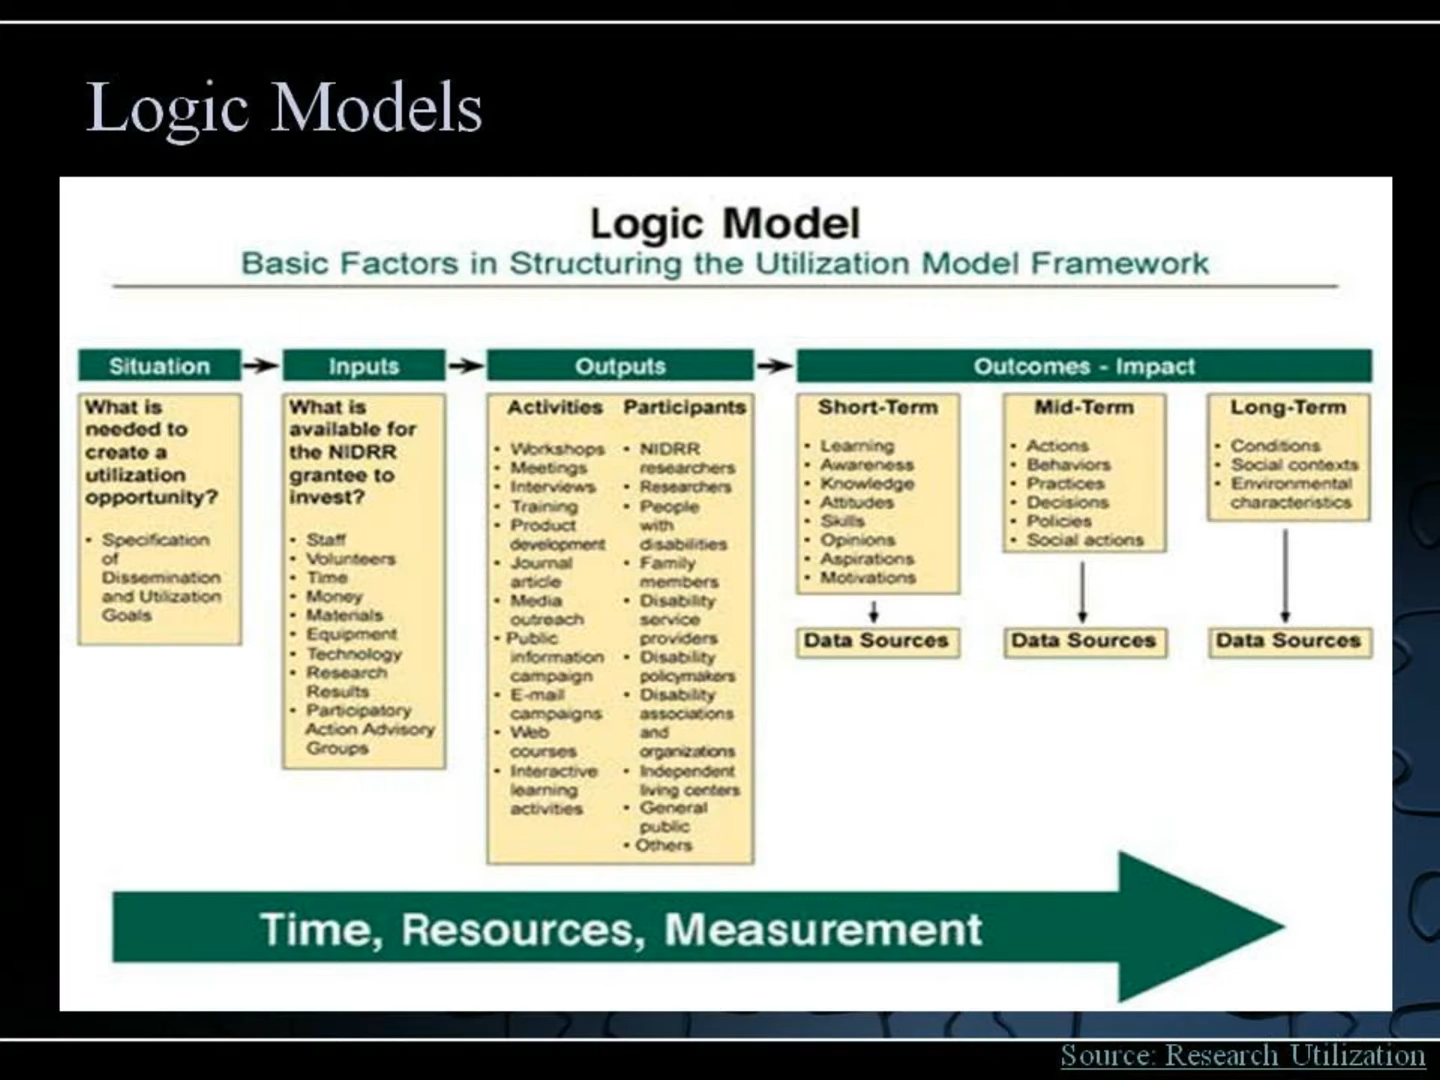 Logic Models
Logic Model
Basic Factors in Structuring the Utilization Model Framework
Situation
What is
needed to
create a
utilization
opportunity?
• Specification
of
Dissemination
and Utilization
Goals
Inputs
What is
available for
the NIDRR
grantee to
invest?
• Staff
• Volunteers
• Time
• Money
• Materials
• Equipment
• Technology
• Research
Results
• Participatory
Action Advisory
Groups
Outputs
Activities
• Workshops
• Meetings
• Interviews
• Training
• Product
development
• Journal
article
• Media
outreach
• Public
information
campaign
• E-mail
campaigns
• Web
courses
• Interactive
learning
activities
Participants
• NIDRR
researchers
• Researchers
• People
with
disabilities
• Family
members
• Disability
service
providers
• Disability
policymakers
• Disability
associations
and
organizations
• Independent
living centers
• General
public
• Others
Outcomes - Impact
Short-Term
• Learning
• Awareness
• Knowledge
• Attitudes
• Skills
• Opinions
• Aspirations
• Motivations
Data Sources
Mid-Term
• Actions
• Behaviors
• Practices
• Decisions
• Policies
• Social actions
Data Sources
Long-Term
• Conditions
• Social contexts
• Environmental
characteristics
Data Sources
Time, Resources, Measurement
Source: Research Utilization